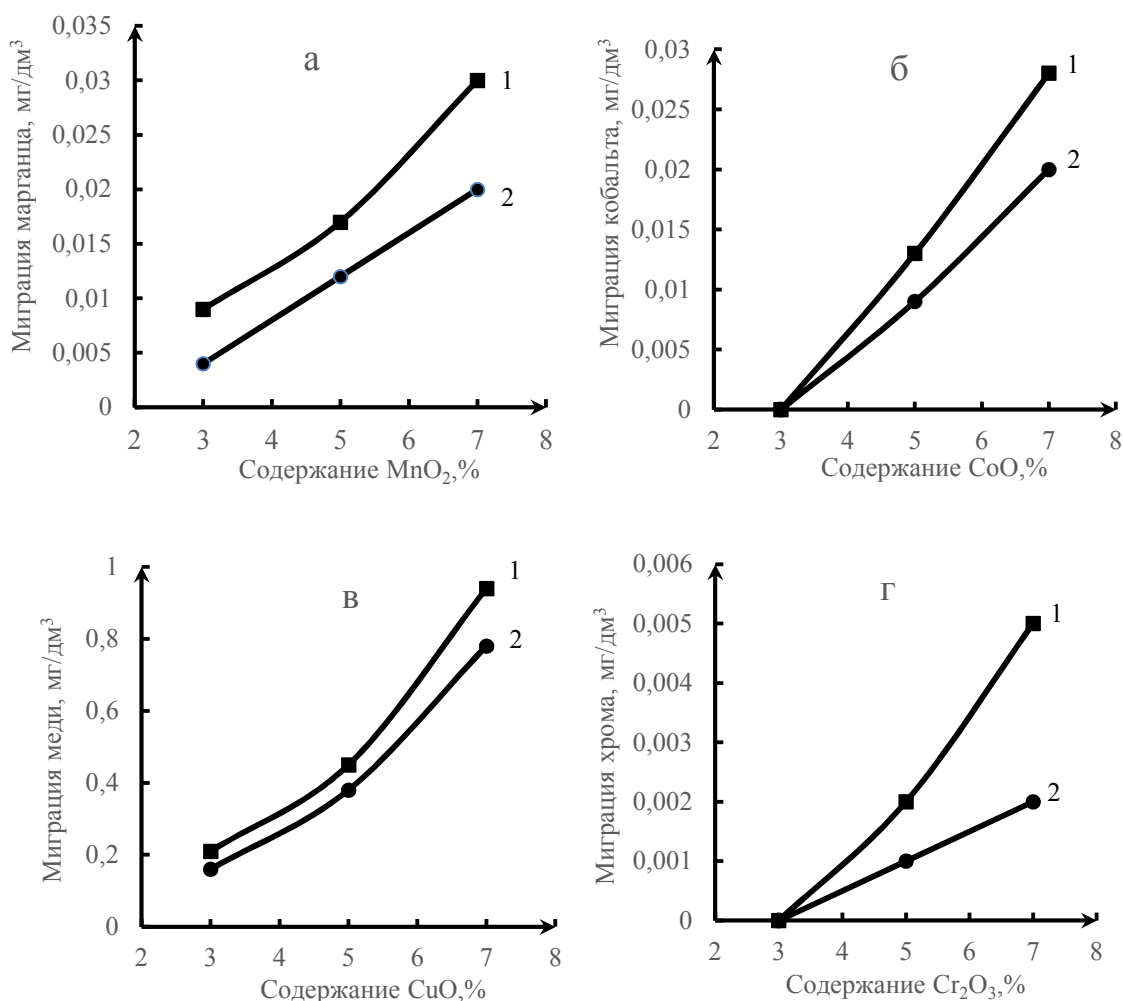 0,035
0,03
0,025
0,02
0,015
0,01
0,005
0
2 3 4 5 6 7 8
Миграция марганца, мг/дм³
Содержание MnO₂,%
а
1
2
0,03
0,025
0,02
0,015
0,01
0,005
0
2 3 4 5 6 7 8
Миграция кобальта, мг/дм³
Содержание CoO,%
б
1
2
1
0,8
0,6
0,4
0,2
0
2 3 4 5 6 7 8
Миграция меди, мг/дм³
Содержание CuO,%
в
1
2
0,006
0,005
0,004
0,003
0,002
0,001
0
2 3 4 5 6 7 8
Миграция хрома, мг/дм³
Содержание Cr₂O₃,%
г
1
2